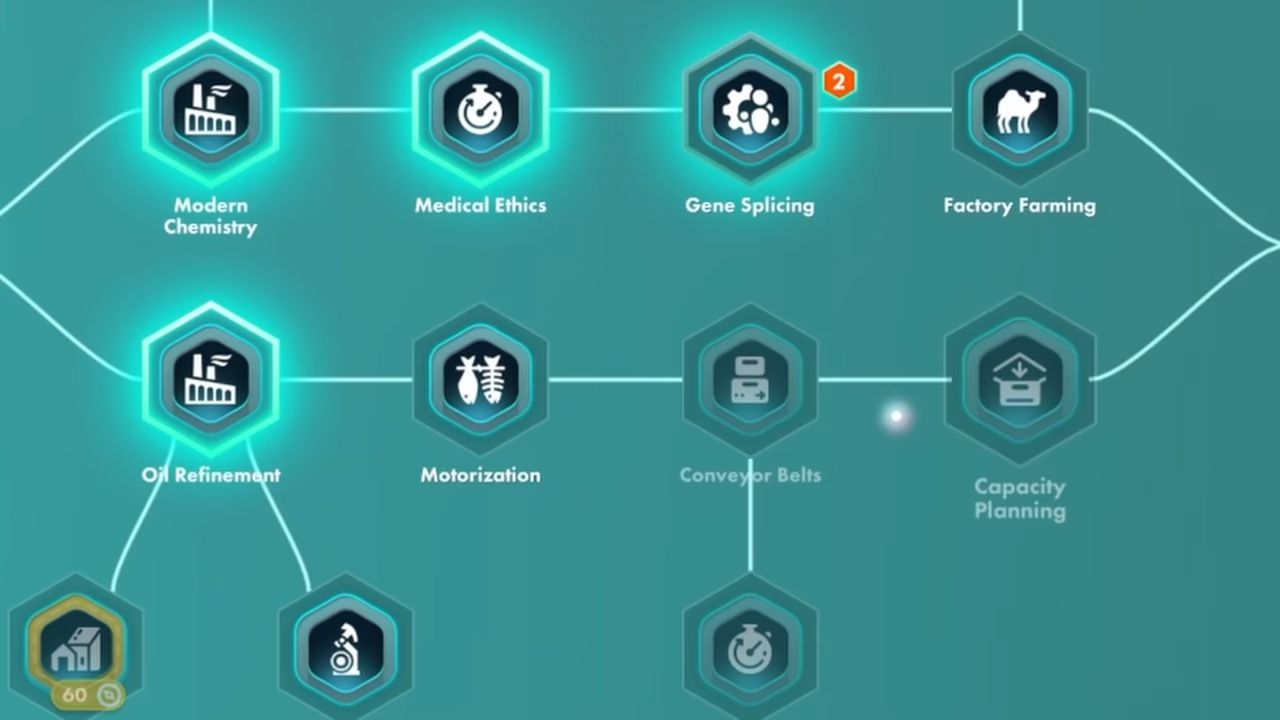 2
Modern
Chemistry
Medical Ethics
Gene Splicing
Factory Farming
Oil Refinement
Motorization
Conveyor Belts
Capacity
Planning
60